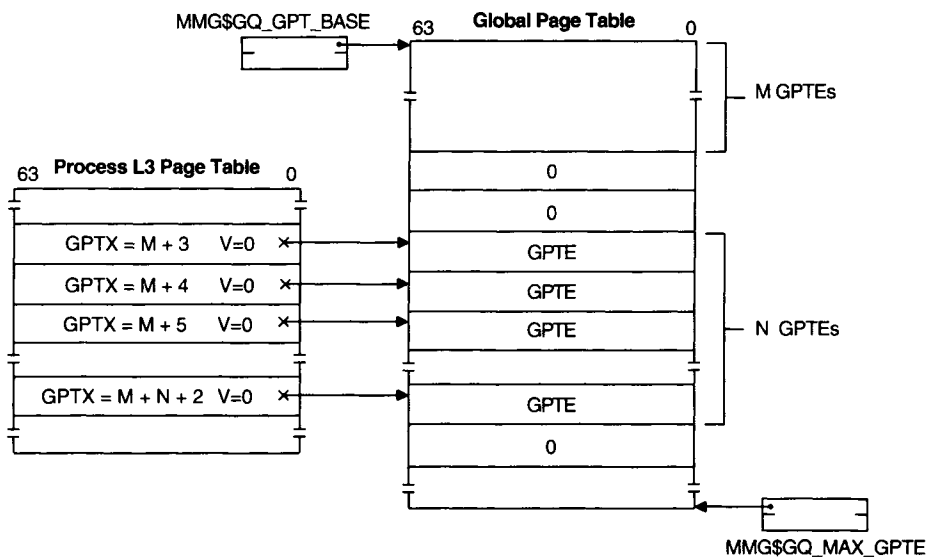 MMG$GQ_GPT_BASE
Global Page Table
63 0
M GPTEs
Process L3 Page Table
63 0
0
0
GPTX = M + 3 V=0
GPTE
GPTX = M + 4 V=0
GPTE
GPTX = M + 5 V=0
GPTE
N GPTEs
GPTX = M + N + 2 V=0
GPTE
0
MMG$GQ_MAX_GPTE